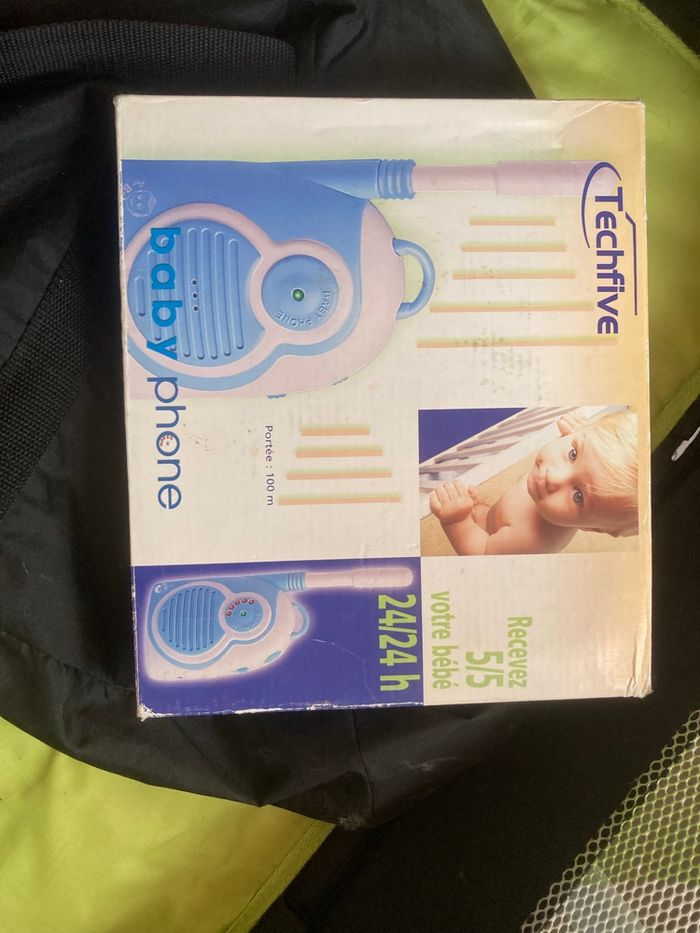 Techfive
BABY PHONE
baby phone
Portée : 100 m
Recevez
5/5
votre bébé
24/24 h